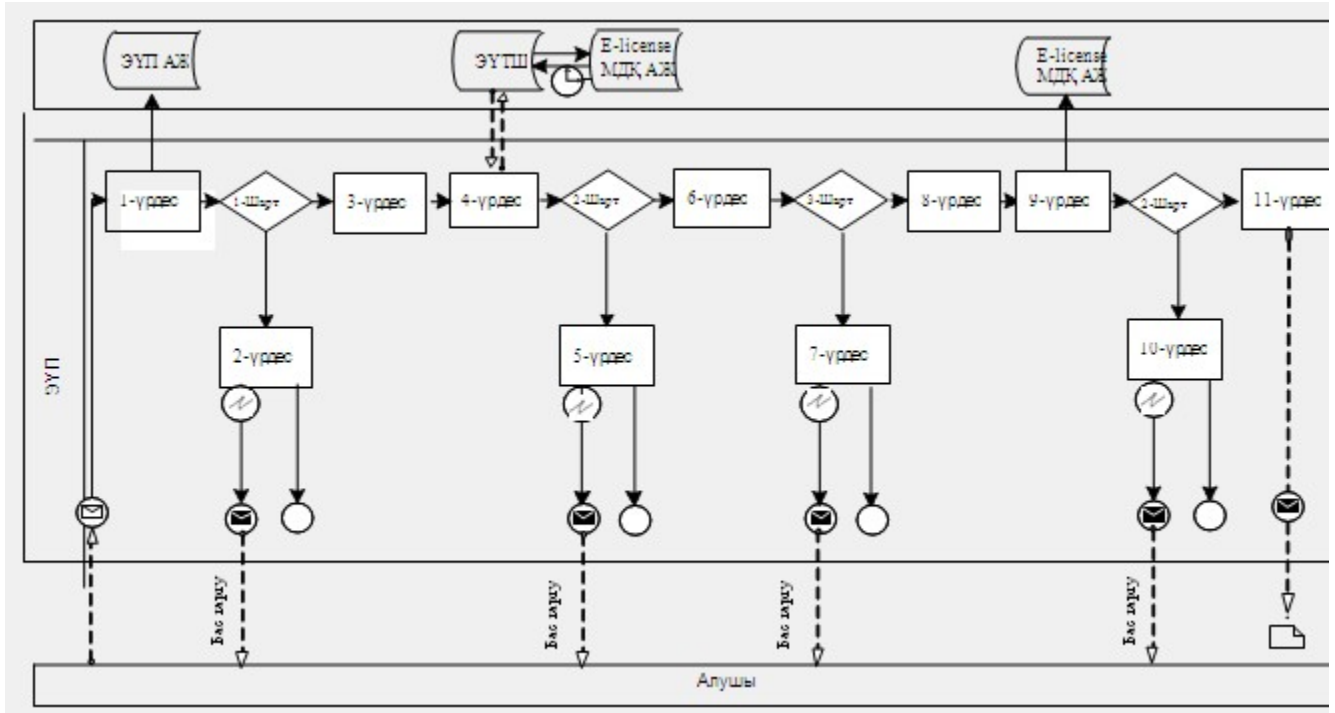 ЭҮП АЖ
ЭҮТШ
E-license
МДҚ АЖ
E-license
МДҚ АЖ
1-үрдес
1-Шарт
3-үрдес
4-үрдес
2-Шарт
6-үрдес
3-Шарт
8-үрдес
9-үрдес
2-Шарт
11-үрдес
2-үрдес
5-үрдес
7-үрдес
10-үрдес
ЭҮП
Бас тарту
Бас тарту
Бас тарту
Бас тарту
Алушы